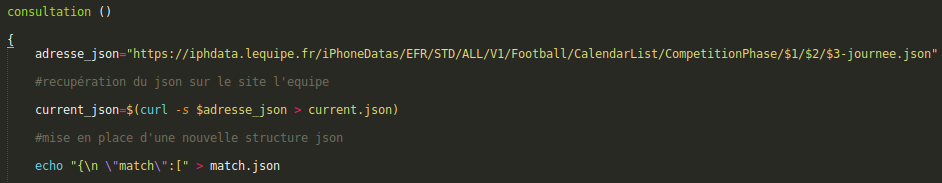 consultation ()
{
adresse_json="https://iphdata.lequipe.fr/iPhoneDatas/EFR/STD/ALL/V1/Football/CalendarList/CompetitionPhase/$1/$2/$3-journee.json"
#recupération du json sur le site l'equipe
current_json=$(curl -s $adresse_json > current.json)
#mise en place d'une nouvelle structure json
echo "{\n \"match\":[" > match.json